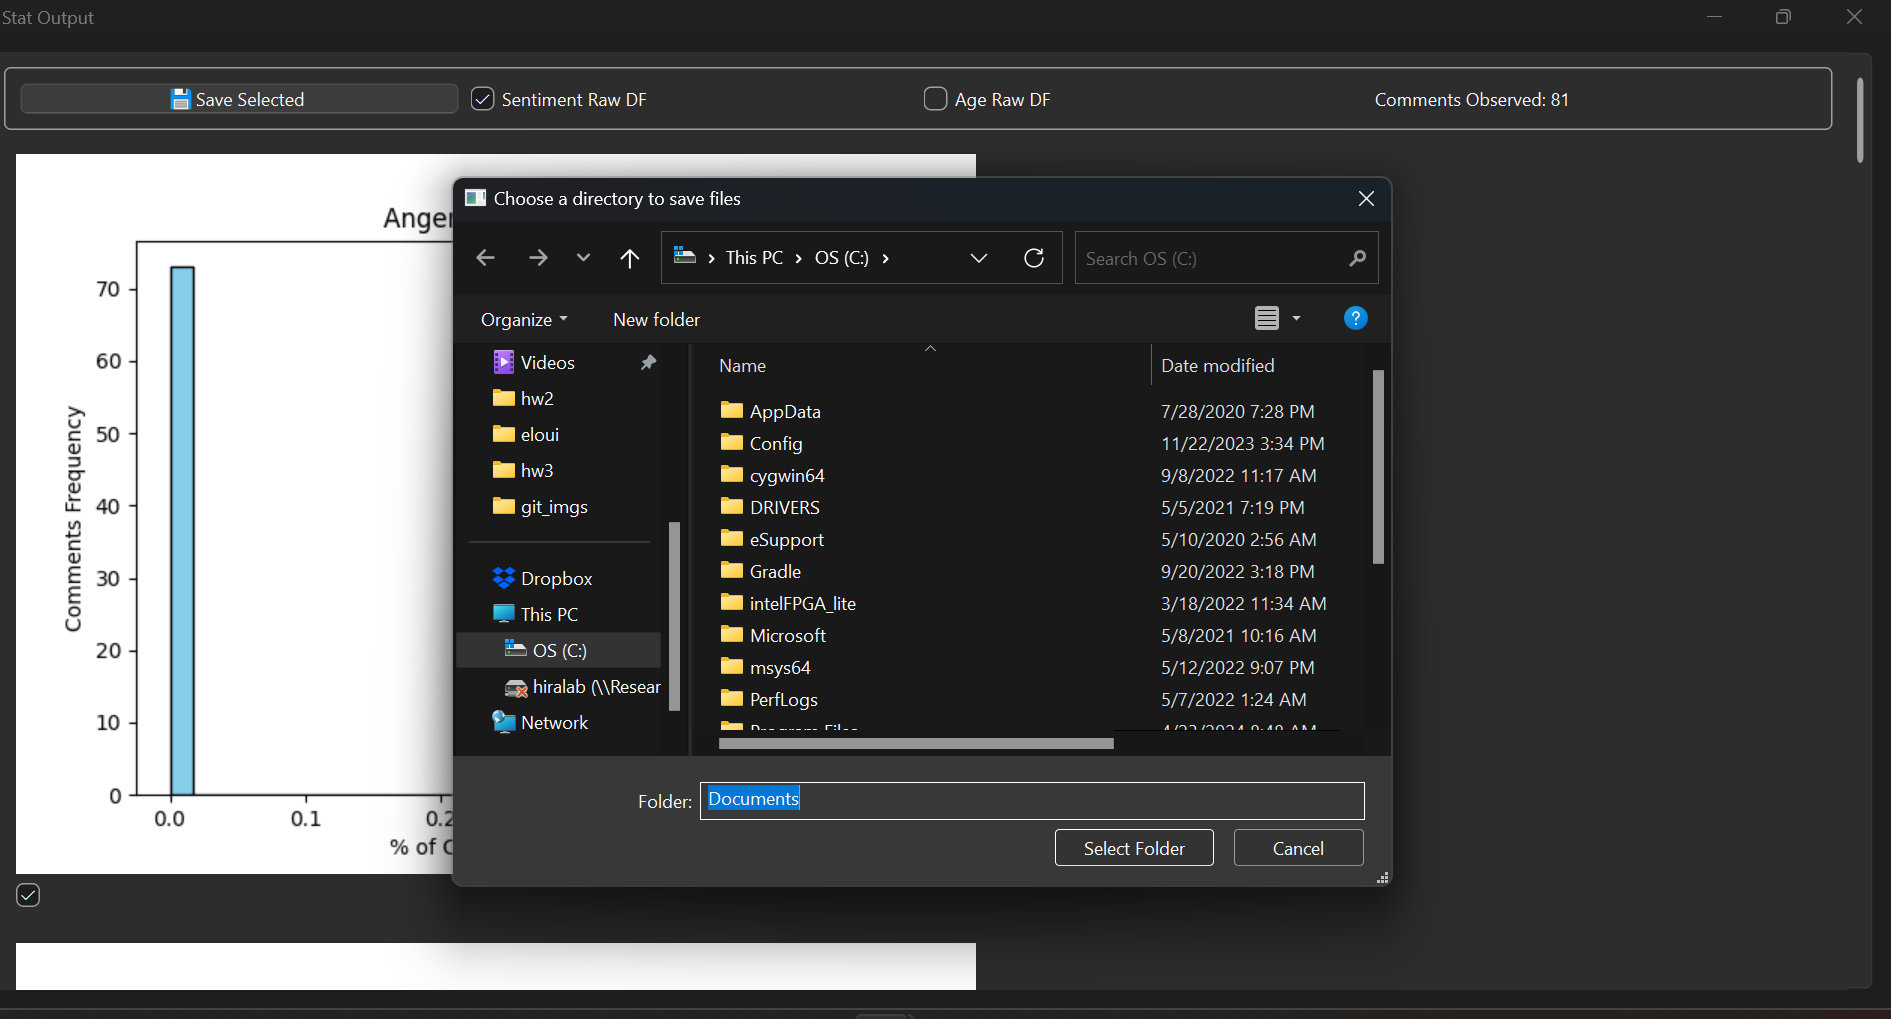 Stat Output
Save Selected
Sentiment Raw DF
Age Raw DF
Comments Observed: 81
Choose a directory to save files
This PC
OS (C:)
Search OS (C:)
Organize
New folder
Videos
hw2
eloui
hw3
git_imgs
Dropbox
This PC
OS (C:)
hiralab (\\Resear
Network
Name
Date modified
AppData 7/28/2020 7:28 PM
Config 11/22/2023 3:34 PM
cygwin64 9/8/2022 11:17 AM
DRIVERS 5/5/2021 7:19 PM
eSupport 5/10/2020 2:56 AM
Gradle 9/20/2022 3:18 PM
intelFPGA_lite 3/18/2022 11:34 AM
Microsoft 5/8/2021 10:16 AM
msys64 5/12/2022 9:07 PM
PerfLogs 5/7/2022 1:24 AM
Folder: Documents
Select Folder
Cancel
Anger
Comments Frequency
70
60
50
40
30
20
10
0
0.0
0.1
0.2
% of C